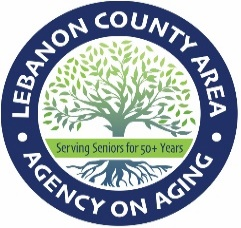 LEBANON COUNTY AREA
Serving Seniors for 50+ Years
AGENCY ON AGING